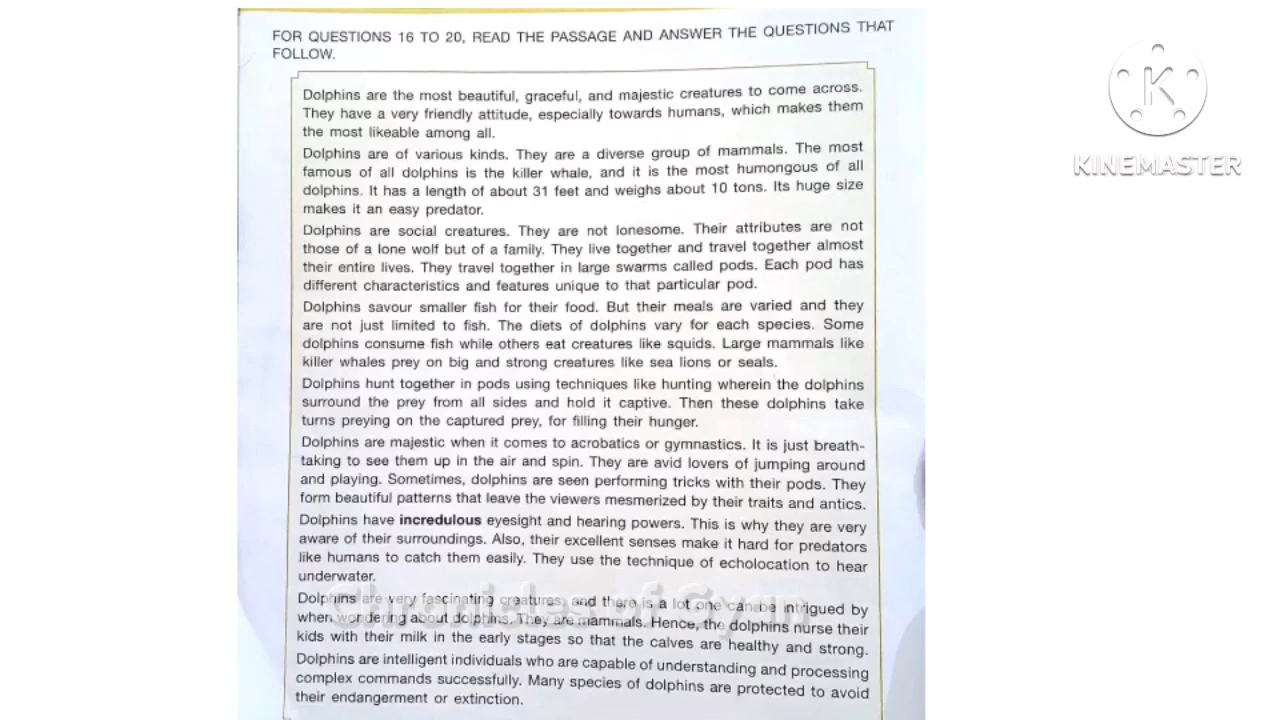 FOR QUESTIONS 16 TO 20, READ THE PASSAGE AND ANSWER THE QUESTIONS THAT
FOLLOW.
Dolphins are the most beautiful, graceful, and majestic creatures to come across.
They have a very friendly attitude, especially towards humans, which makes them
the most likeable among all.
Dolphins are of various kinds. They are a diverse group of mammals. The most
famous of all dolphins is the killer whale, and it is the most humongous of all
dolphins. It has a length of about 31 feet and weighs about 10 tons. Its huge size
makes it an easy predator.
Dolphins are social creatures. They are not lonesome. Their attributes are not
those of a lone wolf but of a family. They live together and travel together almost
their entire lives. They travel together in large swarms called pods. Each pod has
different characteristics and features unique to that particular pod.
Dolphins savour smaller fish for their food. But their meals are varied and they
are not just limited to fish. The diets of dolphins vary for each species. Some
dolphins consume fish while others eat creatures like squids. Large mammals like
killer whales prey on big and strong creatures like sea lions or seals.
Dolphins hunt together in pods using techniques like hunting wherein the dolphins
surround the prey from all sides and hold it captive. Then these dolphins take
turns preying on the captured prey, for filling their hunger.
Dolphins are majestic when it comes to acrobatics or gymnastics. It is just breath-
taking to see them up in the air and spin. They are avid lovers of jumping around
and playing. Sometimes, dolphins are seen performing tricks with their pods. They
form beautiful patterns that leave the viewers mesmerized by their traits and antics.
Dolphins have incredulous eyesight and hearing powers. This is why they are very
aware of their surroundings. Also, their excellent senses make it hard for predators
like humans to catch them easily. They use the technique of echolocation to hear
underwater.
Dolphins are very fascinating creatures, and there is a lot one can be intrigued by
when wondering about dolphins. They are mammals. Hence, the dolphins nurse their
kids with their milk in the early stages so that the calves are healthy and strong.
Dolphins are intelligent individuals who are capable of understanding and processing
complex commands successfully. Many species of dolphins are protected to avoid
their endangerment or extinction.
Chronicles of Gyan
K
KINEMASTER